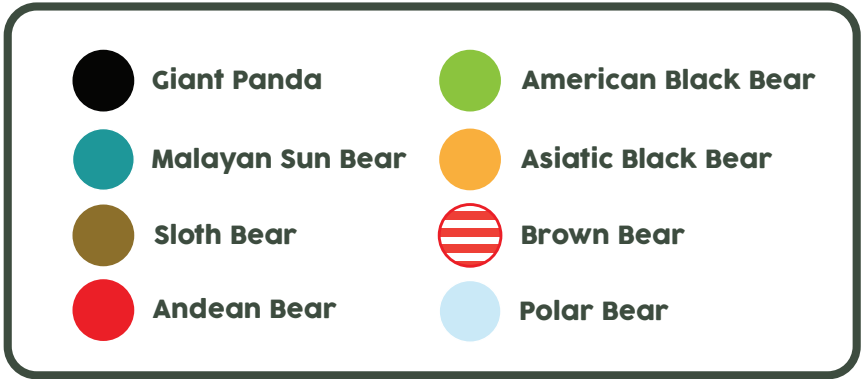 Giant Panda
Malayan Sun Bear
Sloth Bear
Andean Bear
American Black Bear
Asiatic Black Bear
Brown Bear
Polar Bear